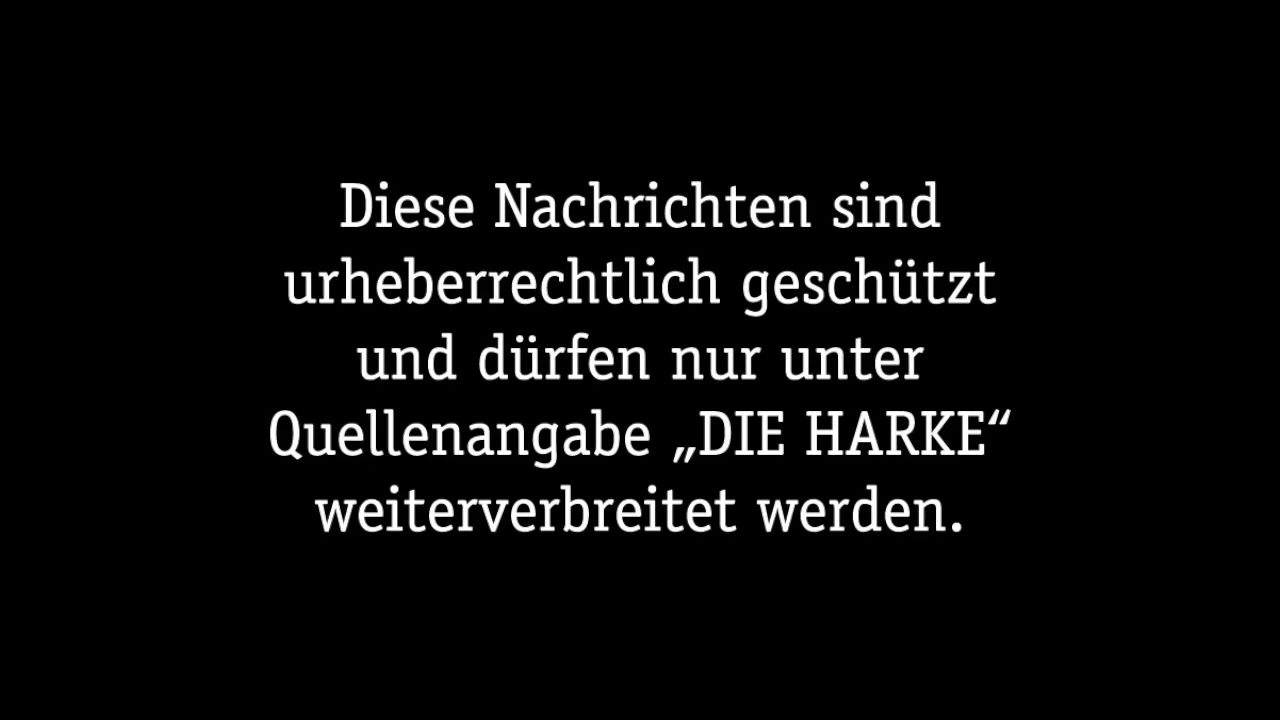 Diese Nachrichten sind
urheberrechtlich geschützt
und dürfen nur unter
Quellenangabe „DIE HARKE“
weiterverbreitet werden.